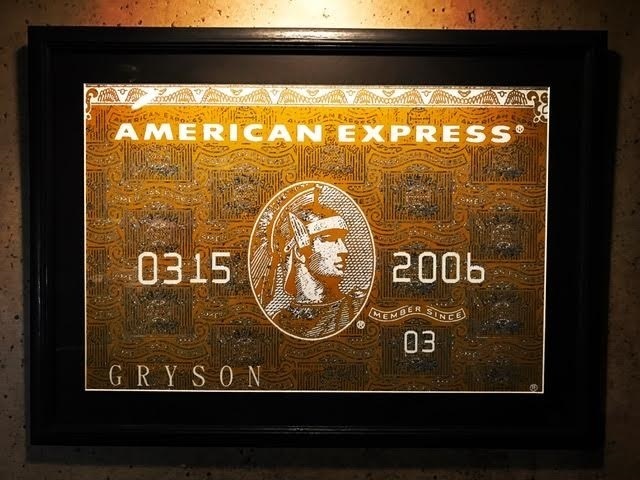 AMERICAN EXPRESS®
0315 2006
®
MEMBER SINCE
03
GRYSON
®